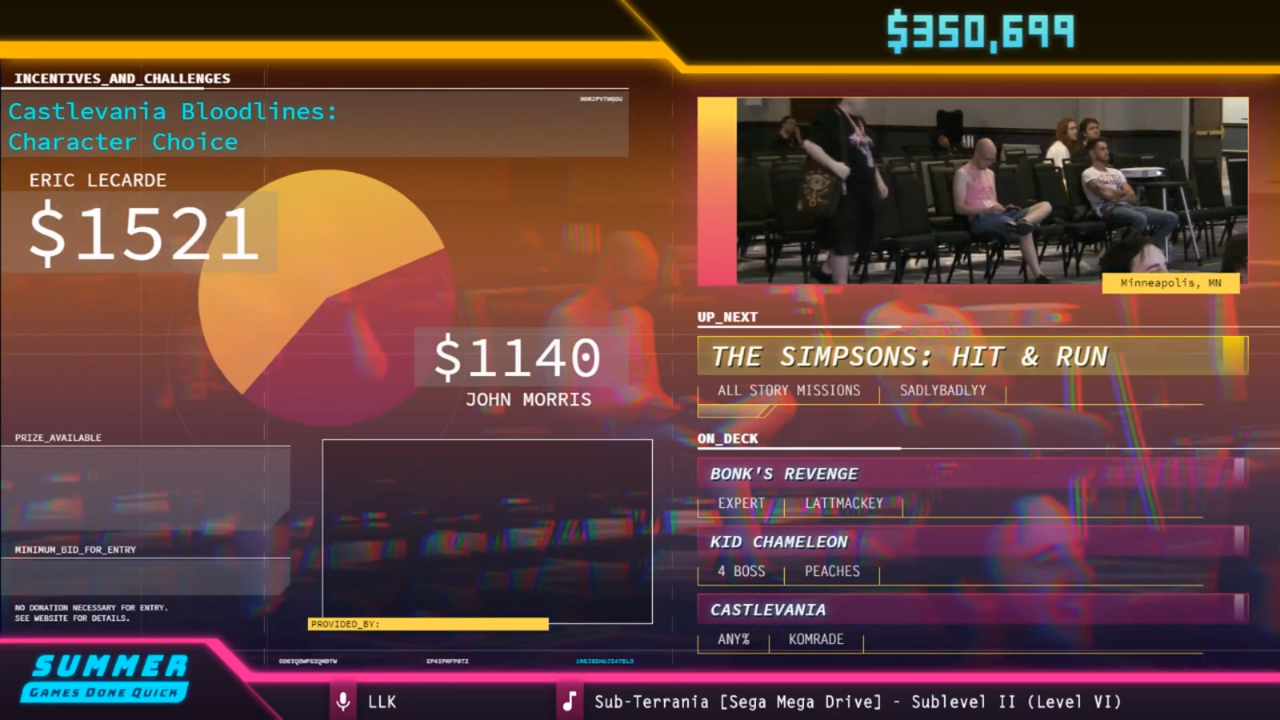 $350,699
INCENTIVES_AND_CHALLENGES
Castlevania Bloodlines:
Character Choice
ERIC LECARDE
$1521
$1140
JOHN MORRIS
PRIZE_AVAILABLE
MINIMUM_BID_FOR_ENTRY
NO DONATION NECESSARY FOR ENTRY.
SEE WEBSITE FOR DETAILS.
PROVIDED_BY:
Minneapolis, MN
UP_NEXT
THE SIMPSONS: HIT & RUN
ALL STORY MISSIONS
SADLYBADLYY
ON_DECK
BONK'S REVENGE
EXPERT
LATTMACKEY
KID CHAMELEON
4 BOSS
PEACHES
CASTLEVANIA
ANY%
KOMRADE
SUMMER
GAMES DONE QUICK
LLK
Sub-Terrania [Sega Mega Drive] - Sublevel II (Level VI)